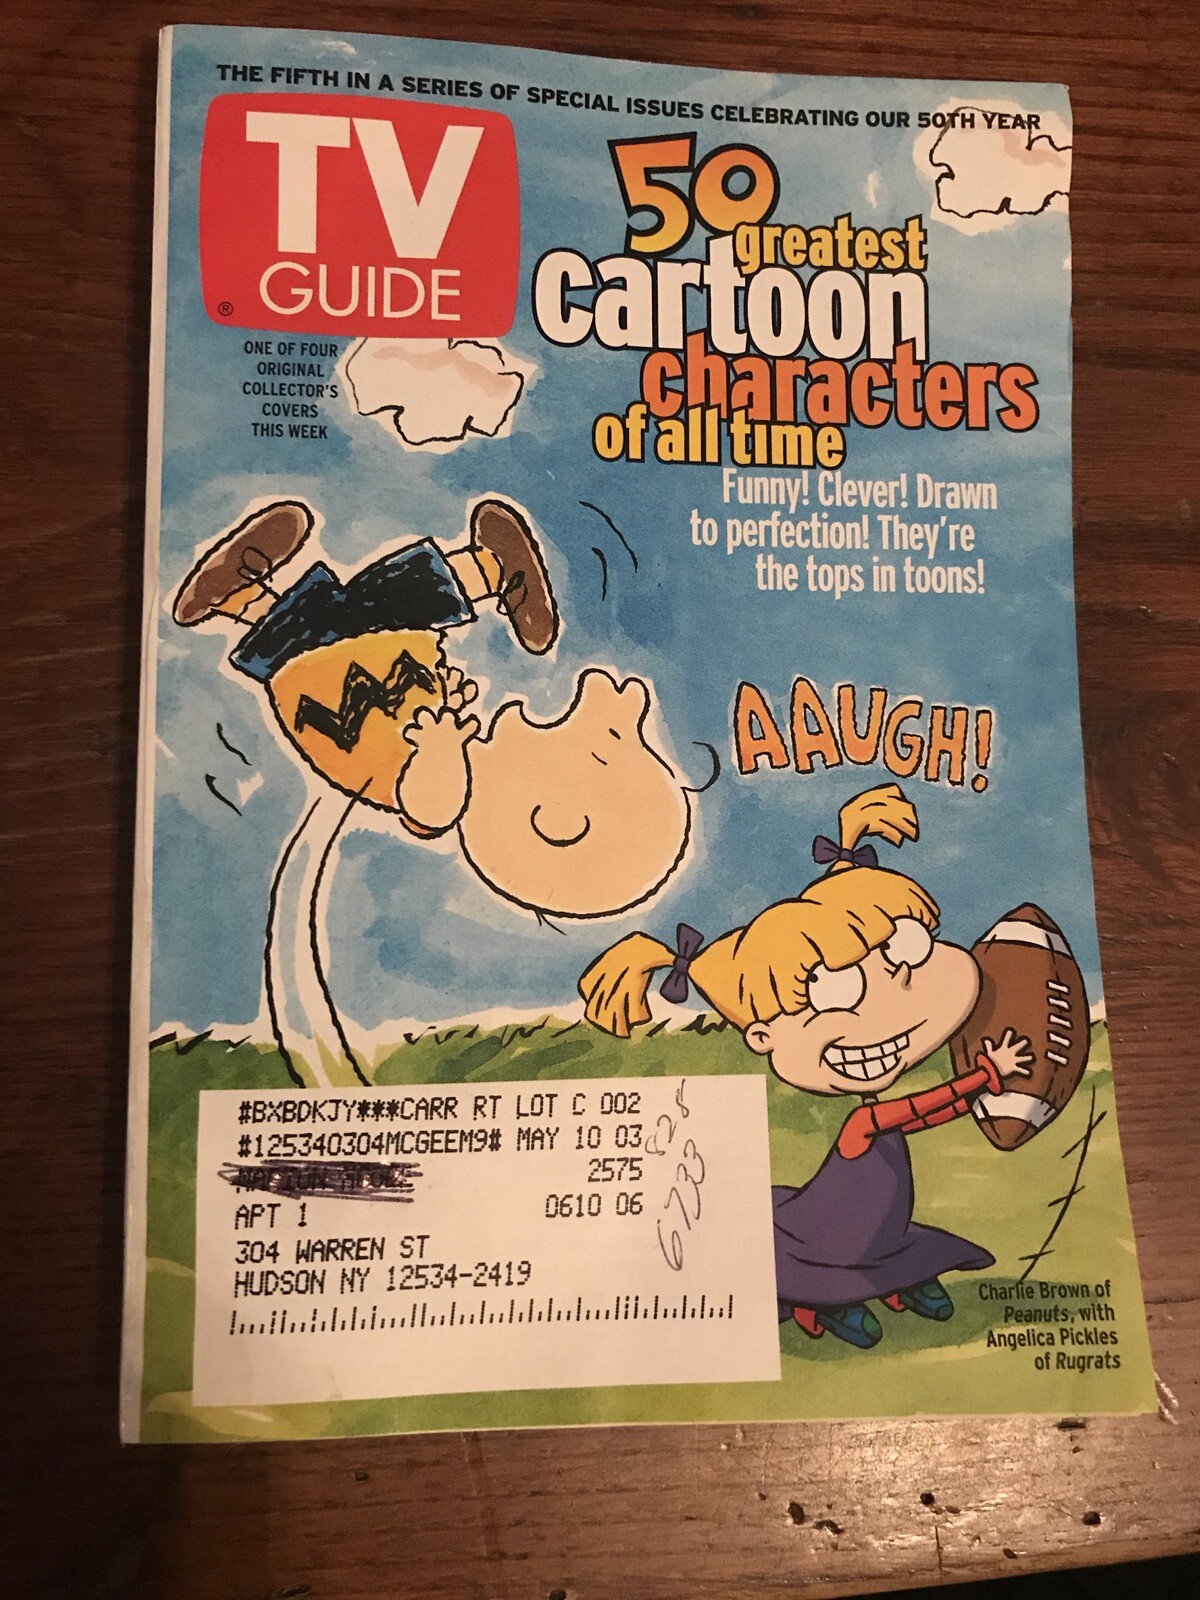 THE FIFTH IN A SERIES OF SPECIAL ISSUES CELEBRATING OUR 50TH YEAR
TV
GUIDE
®
ONE OF FOUR
ORIGINAL
COLLECTOR'S
COVERS
THIS WEEK
50
greatest
cartoon
characters
of all time
Funny! Clever! Drawn
to perfection! They're
the tops in toons!
AAUGH!
#BXBDKJY***CARR RT LOT C 002
#125340304MCGEEM9# MAY 10 03
2575
APT 1 0610 06
304 WARREN ST
HUDSON NY 12534-2419
828
6733
Charlie Brown of
Peanuts, with
Angelica Pickles
of Rugrats